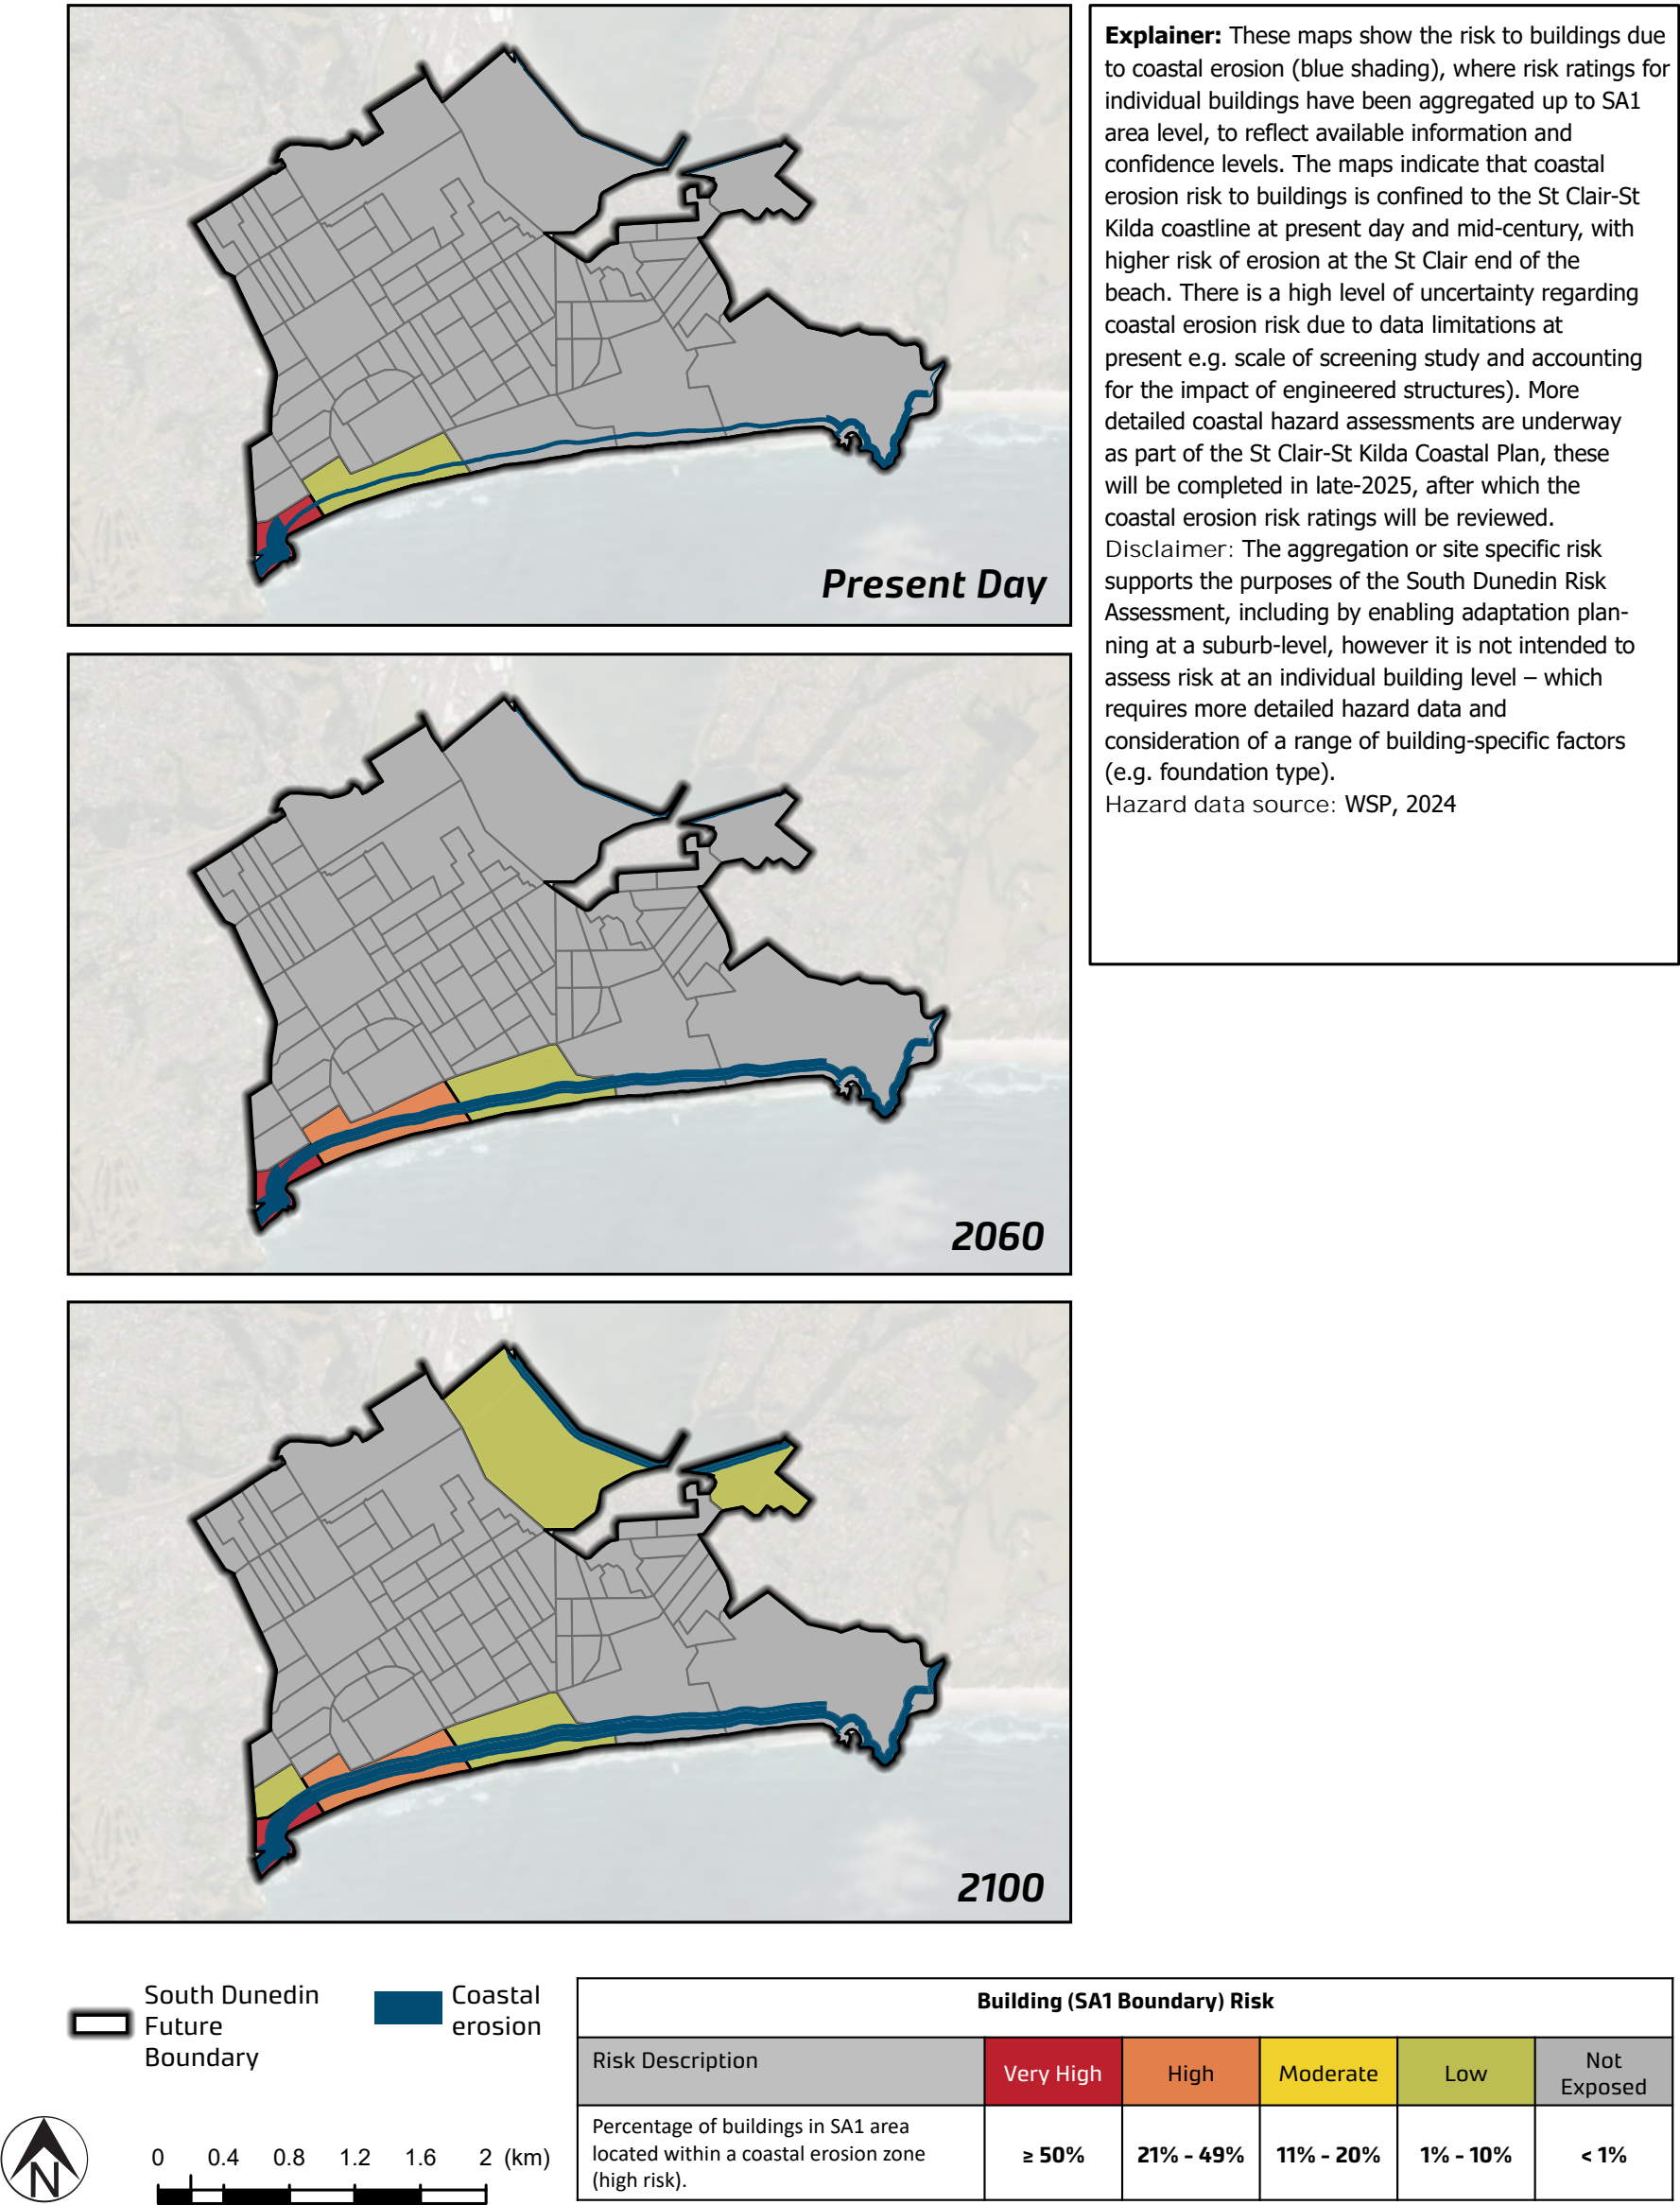 Explainer: These maps show the risk to buildings due
to coastal erosion (blue shading), where risk ratings for
individual buildings have been aggregated up to SA1
area level, to reflect available information and
confidence levels. The maps indicate that coastal
erosion risk to buildings is confined to the St Clair-St
Kilda coastline at present day and mid-century, with
higher risk of erosion at the St Clair end of the
beach. There is a high level of uncertainty regarding
coastal erosion risk due to data limitations at
present e.g. scale of screening study and accounting
for the impact of engineered structures). More
detailed coastal hazard assessments are underway
as part of the St Clair-St Kilda Coastal Plan, these
will be completed in late-2025, after which the
coastal erosion risk ratings will be reviewed.
Disclaimer: The aggregation or site specific risk
supports the purposes of the South Dunedin Risk
Assessment, including by enabling adaptation plan-
ning at a suburb-level, however it is not intended to
assess risk at an individual building level – which
requires more detailed hazard data and
consideration of a range of building-specific factors
(e.g. foundation type).
Hazard data source: WSP, 2024
Present Day
2060
2100
South Dunedin
Future
Boundary
Coastal
erosion
N
0 0.4 0.8 1.2 1.6 2 (km)
Building (SA1 Boundary) Risk
Risk Description
Very High
High
Moderate
Low
Not
Exposed
Percentage of buildings in SA1 area
located within a coastal erosion zone
(high risk).
≥ 50%
21% - 49%
11% - 20%
1% - 10%
< 1%